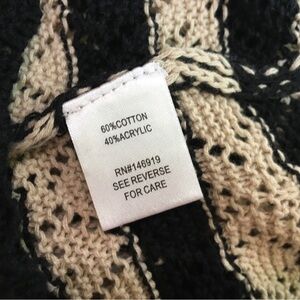 60%COTTON
40%ACRYLIC
RN#146919
SEE REVERSE
FOR CARE